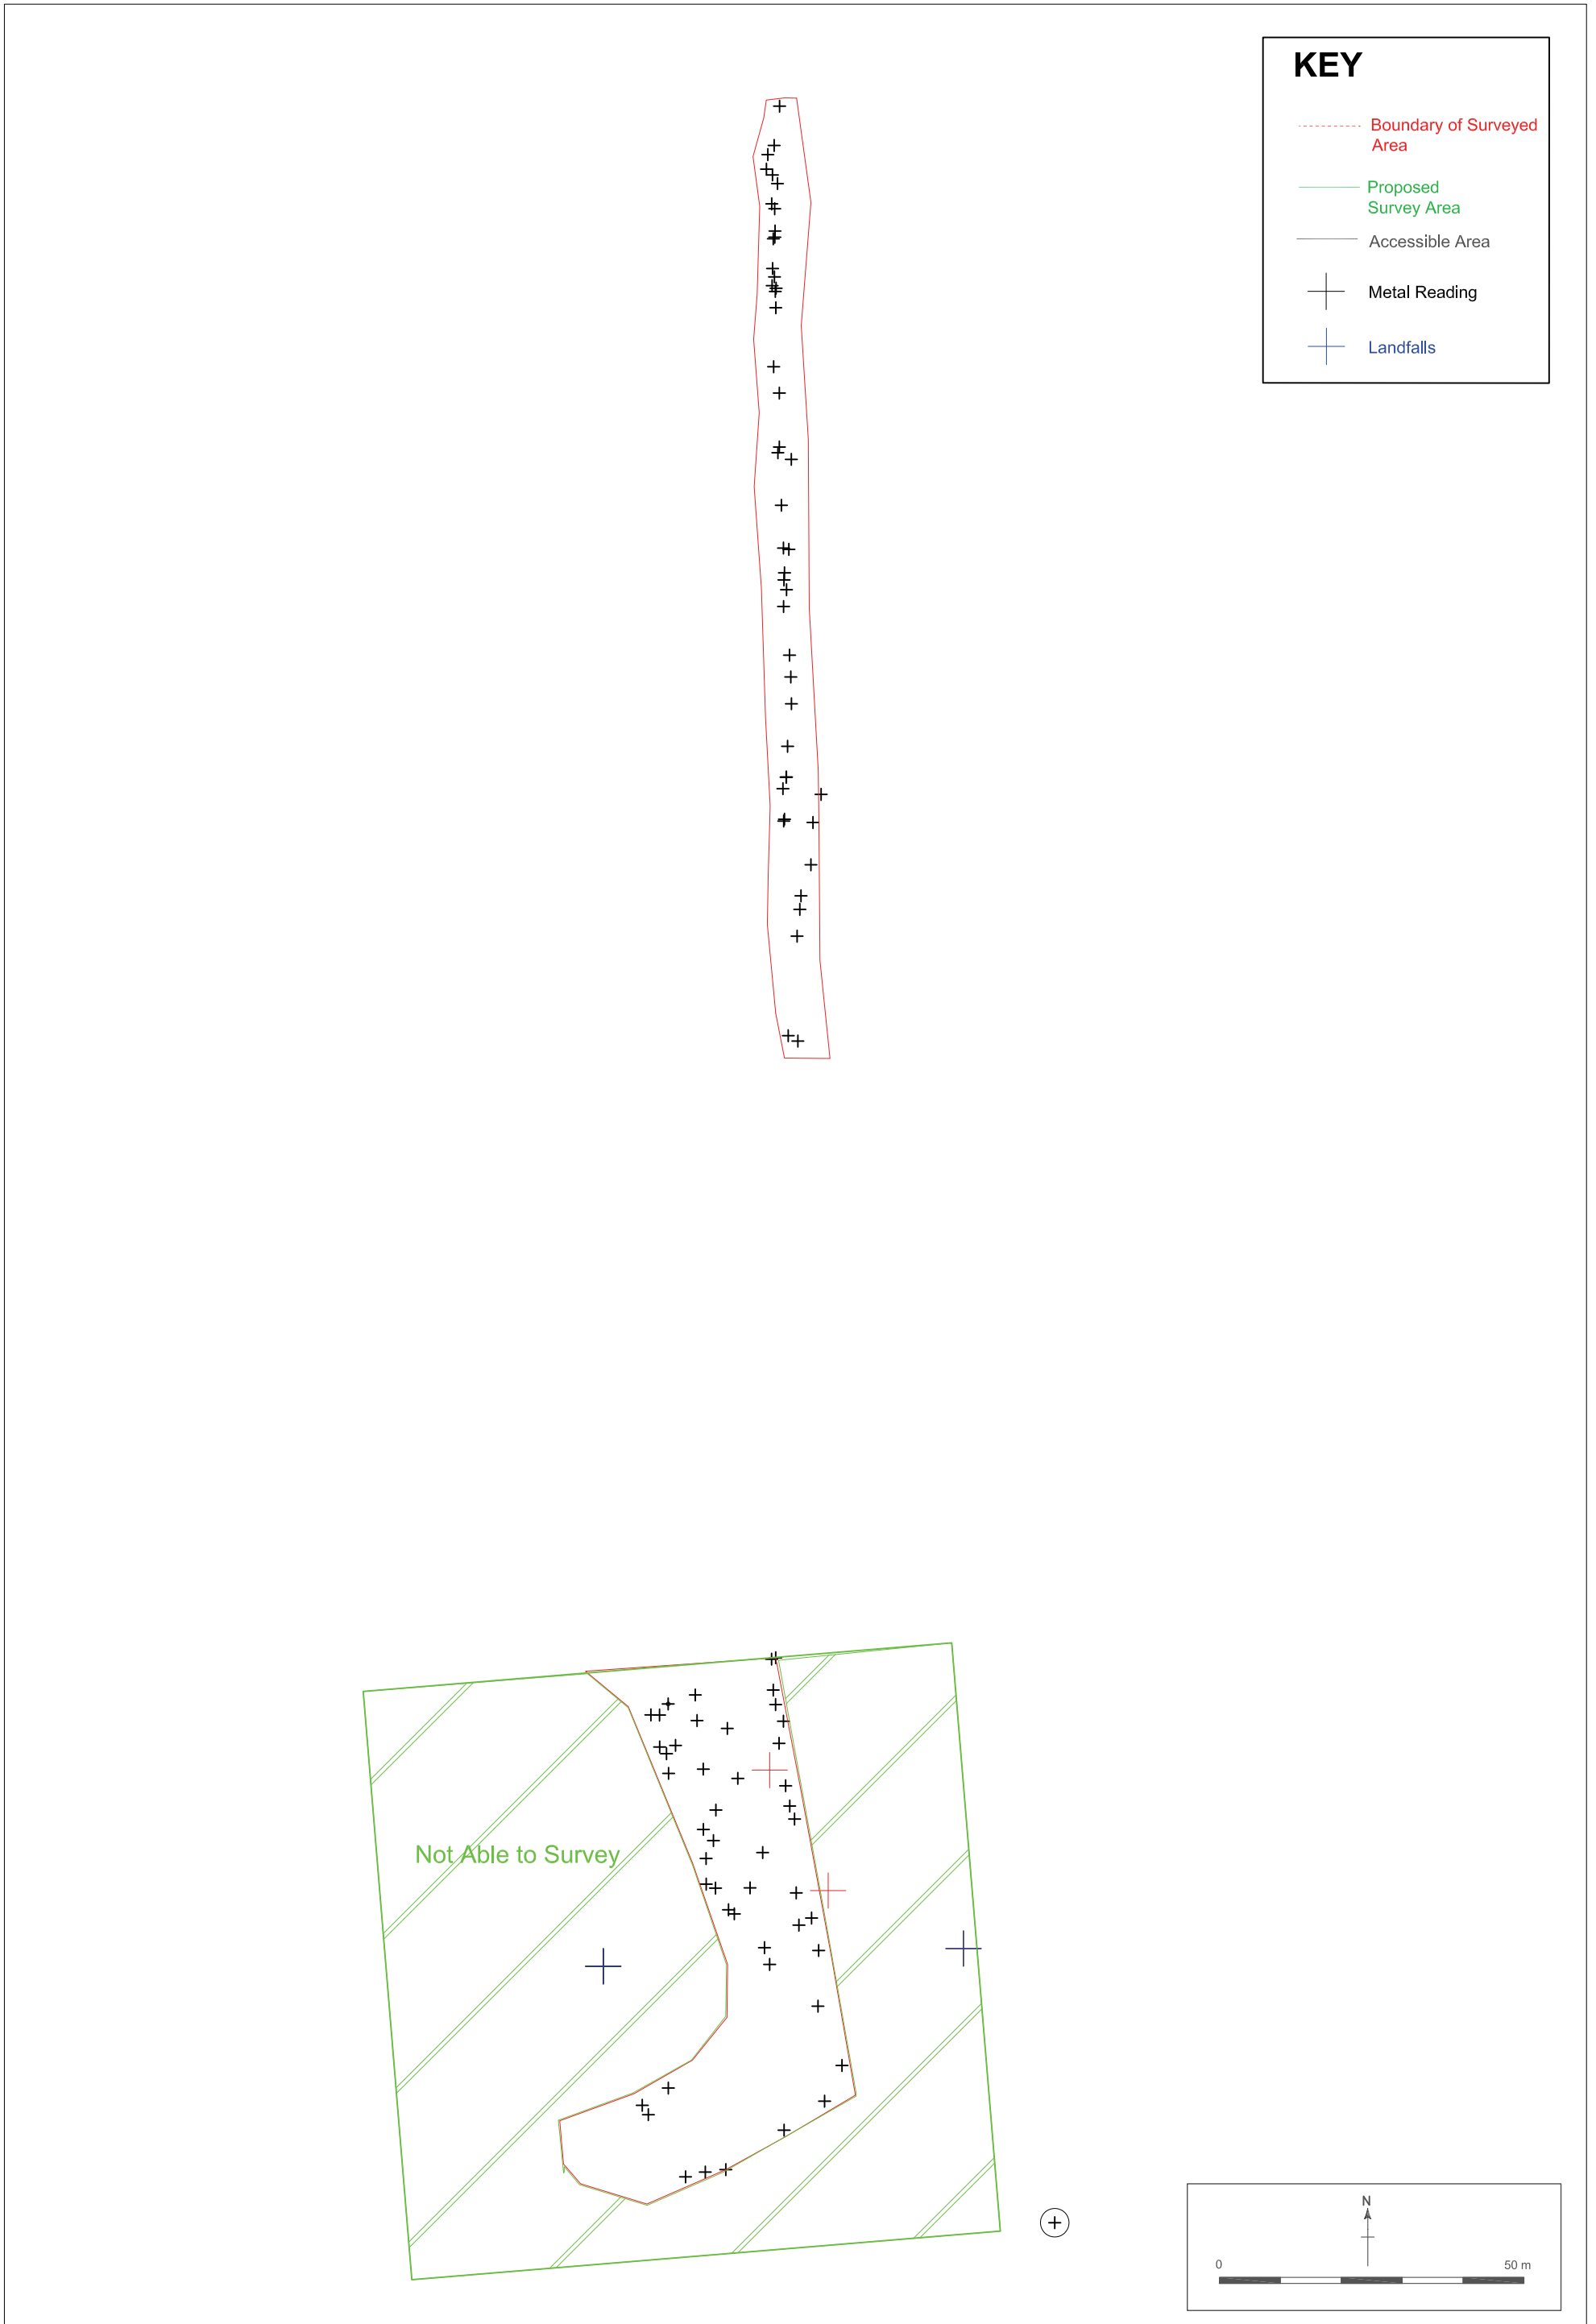 KEY
Boundary of Surveyed
Area
Proposed
Survey Area
Accessible Area
Metal Reading
Landfalls
Not Able to Survey
N
0 50 m